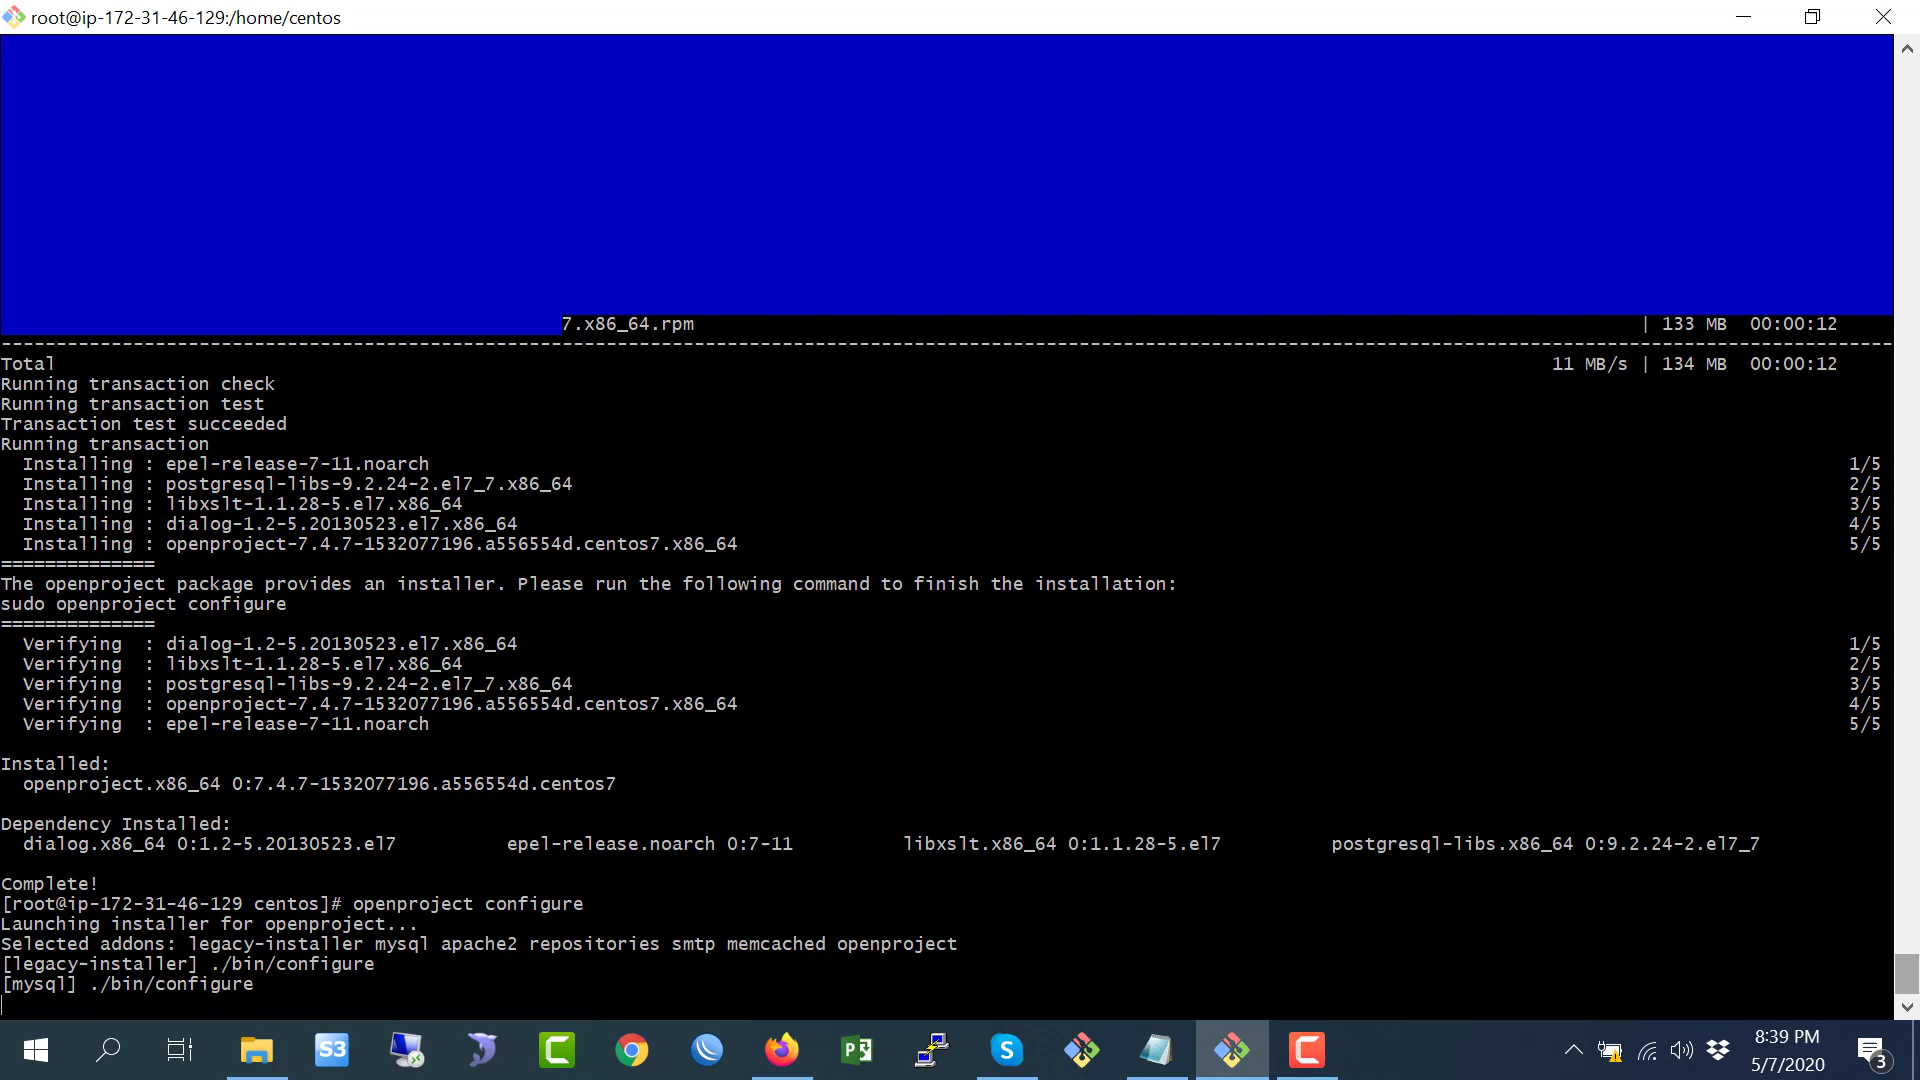 root@ip-172-31-46-129:/home/centos
7.x86_64.rpm | 133 MB 00:00:12
--------------------------------------------------------------------------------
Total 11 MB/s | 134 MB 00:00:12
Running transaction check
Running transaction test
Transaction test succeeded
Running transaction
Installing : epel-release-7-11.noarch 1/5
Installing : postgresql-libs-9.2.24-2.el7_7.x86_64 2/5
Installing : libxslt-1.1.28-5.el7.x86_64 3/5
Installing : dialog-1.2-5.20130523.el7.x86_64 4/5
Installing : openproject-7.4.7-1532077196.a556554d.centos7.x86_64 5/5
==============
The openproject package provides an installer. Please run the following command to finish the installation:
sudo openproject configure
==============
Verifying : dialog-1.2-5.20130523.el7.x86_64 1/5
Verifying : libxslt-1.1.28-5.el7.x86_64 2/5
Verifying : postgresql-libs-9.2.24-2.el7_7.x86_64 3/5
Verifying : openproject-7.4.7-1532077196.a556554d.centos7.x86_64 4/5
Verifying : epel-release-7-11.noarch 5/5
Installed:
openproject.x86_64 0:7.4.7-1532077196.a556554d.centos7
Dependency Installed:
dialog.x86_64 0:1.2-5.20130523.el7 epel-release.noarch 0:7-11 libxslt.x86_64 0:1.1.28-5.el7 postgresql-libs.x86_64 0:9.2.24-2.el7_7
Complete!
[root@ip-172-31-46-129 centos]# openproject configure
Launching installer for openproject...
Selected addons: legacy-installer mysql apache2 repositories smtp memcached openproject
[legacy-installer] ./bin/configure
[mysql] ./bin/configure
S3
8:39 PM
5/7/2020
3